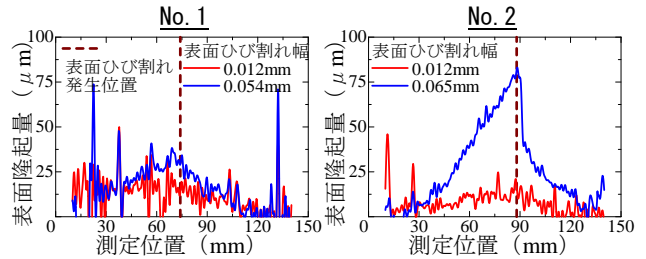 No.1
表面隆起量（μm）
100
75
50
25
0
表面ひび割れ
発生位置
表面ひび割れ幅
0.012mm
0.054mm
0 30 60 90 120 150
測定位置（mm）
No.2
表面隆起量（μm）
100
75
50
25
0
表面ひび割れ幅
0.012mm
0.065mm
0 30 60 90 120 150
測定位置（mm）